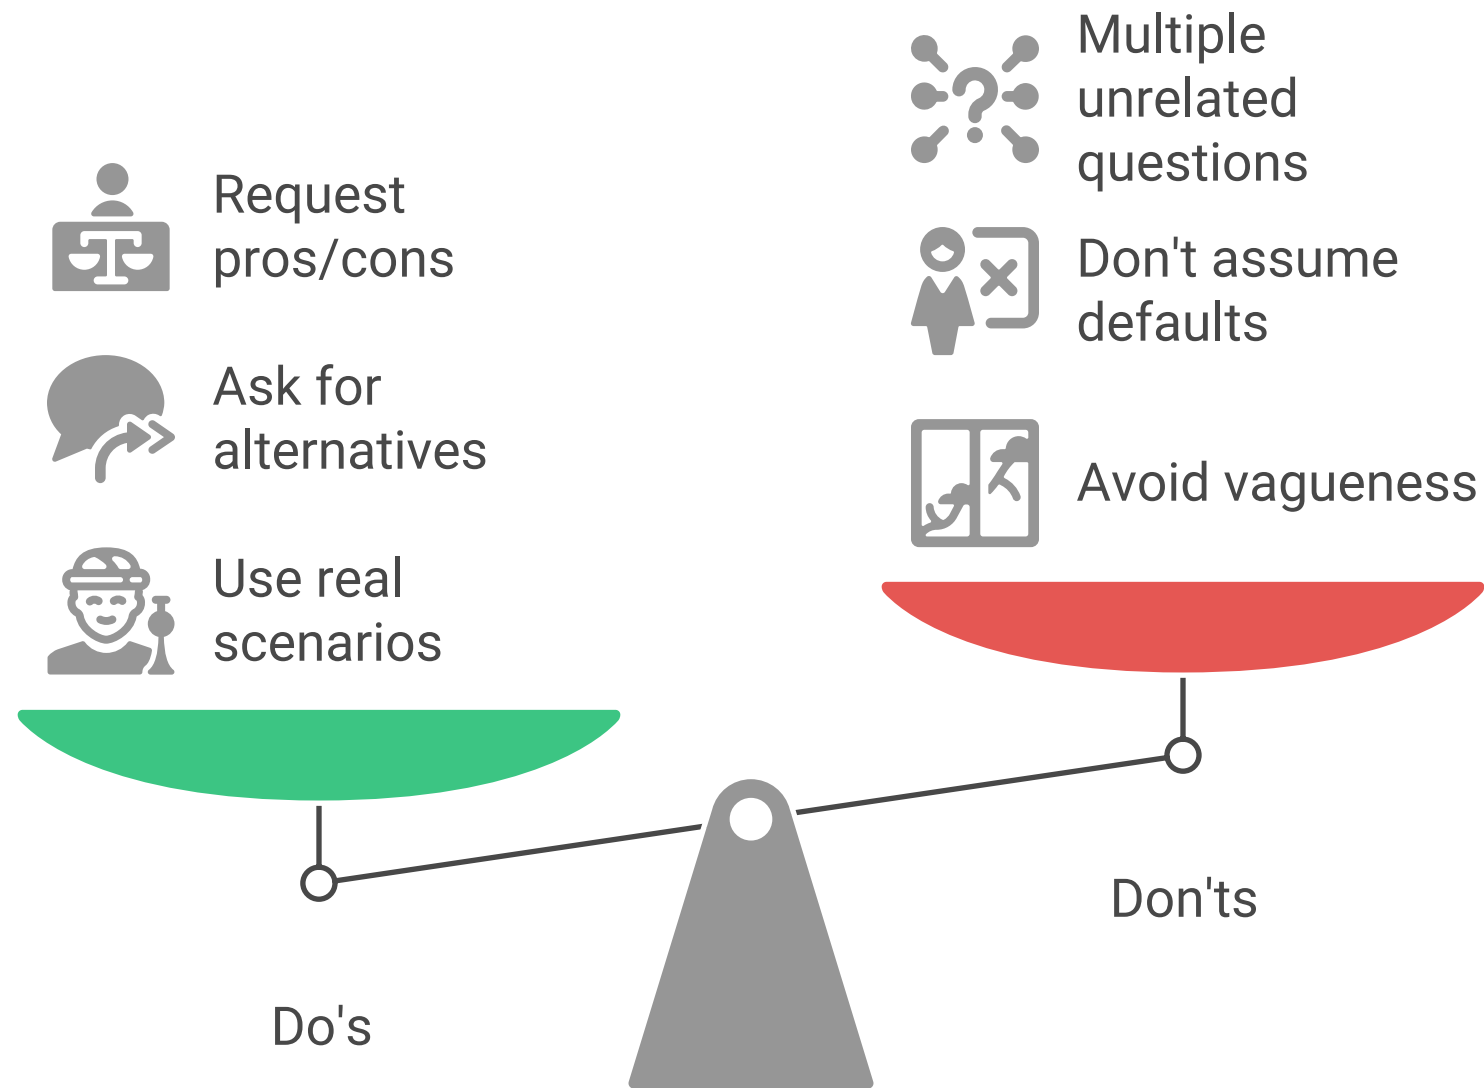 Request
pros/cons
Ask for
alternatives
Use real
scenarios
Do's
Multiple
unrelated
questions
Don't assume
defaults
Avoid vagueness
Don'ts